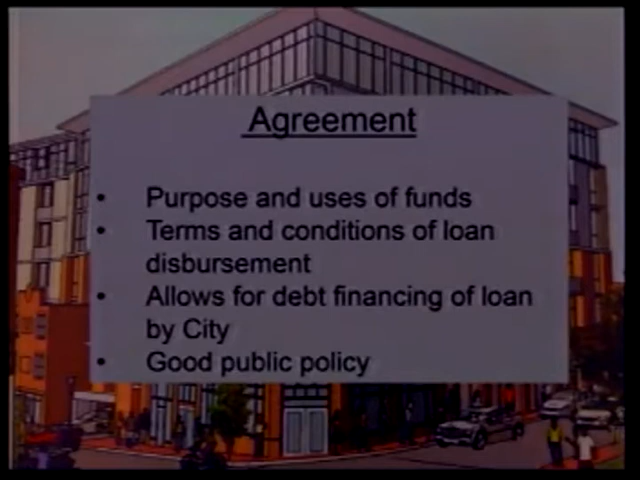 Agreement
• Purpose and uses of funds
• Terms and conditions of loan
disbursement
• Allows for debt financing of loan
by City
• Good public policy